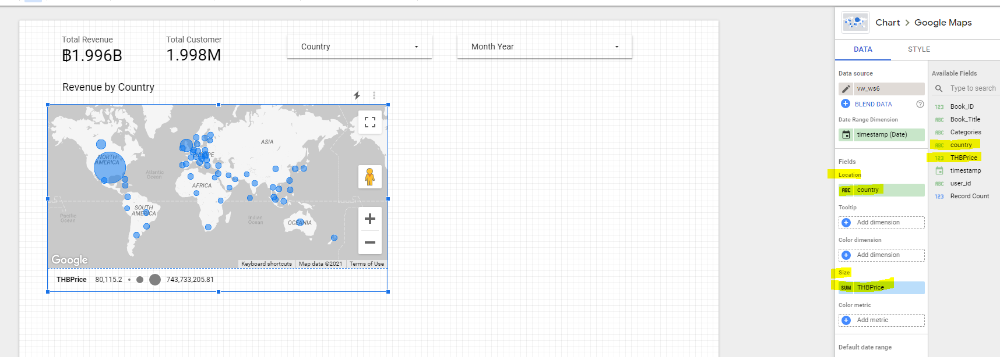 Total Revenue
฿1.996B
Total Customer
1.998M
Country
Month Year
Revenue by Country
NORTH AMERICA
Atlantic Ocean
EUROPE
ASIA
AFRICA
SOUTH AMERICA
Pacific Ocean
Indian Ocean
OCEANIA
Google
Keyboard shortcuts
Map data ©2021
Terms of Use
THBPrice 80,115.2 743,733,205.81
Chart > Google Maps
DATA
STYLE
Data source
vw_ws6
BLEND DATA
?
Date Range Dimension
timestamp (Date)
Fields
Location
ABC country
Tooltip
Add dimension
Color dimension
Add dimension
Size
SUM THBPrice
Color metric
Add metric
Default date range
Available Fields
Type to search
123 Book_ID
ABC Book_Title
ABC Categories
ABC country
123 THBPrice
timestamp
ABC user_id
123 Record Count